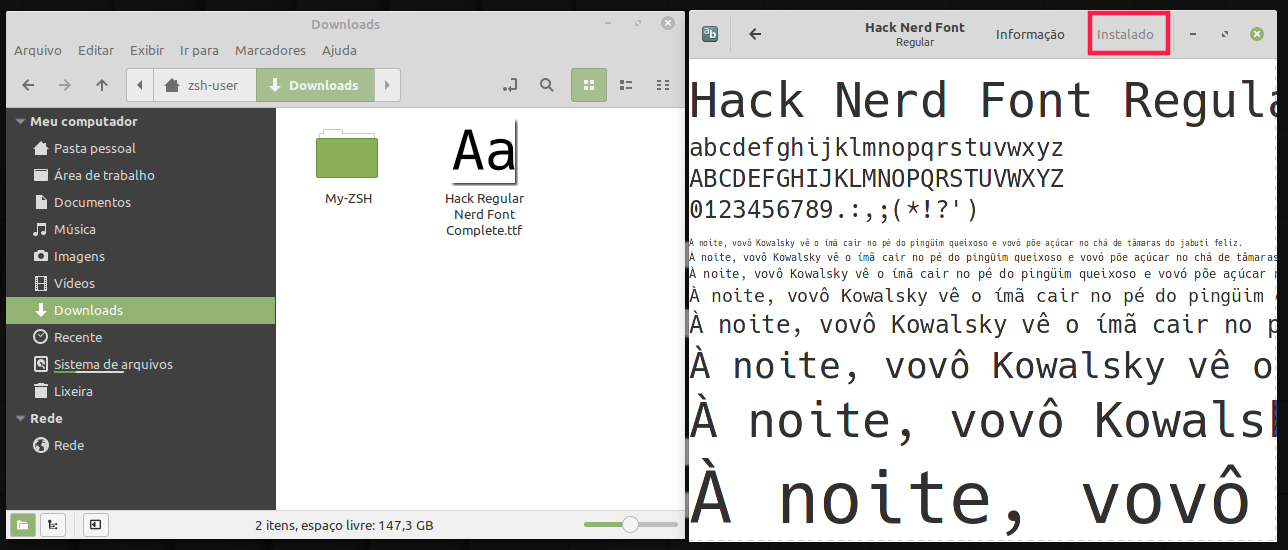 Downloads
Arquivo Editar Exibir Ir para Marcadores Ajuda
zsh-user Downloads
Meu computador
Pasta pessoal
Área de trabalho
Documentos
Música
Imagens
Vídeos
Downloads
Recente
Sistema de arquivos
Lixeira
Rede
Rede
My-ZSH
Aa
Hack Regular
Nerd Font
Complete.ttf
2 itens, espaço livre: 147,3 GB
ab
Hack Nerd Font
Regular
Informação
Instalado
Hack Nerd Font Regula
abcdefghijklmnopqrstuvwxyz
ABCDEFGHIJKLMNOPQRSTUVWXYZ
0123456789.:,;(*!?')
À noite, vovô Kowalsky vê o ímã cair no pé do pingüim queixoso e vovó põe açúcar no chá de tâmaras do jabuti feliz.
À noite, vovô Kowalsky vê o ímã cair no pé do pingüim queixoso e vovó põe açúcar no chá de tâmaras
À noite, vovô Kowalsky vê o ímã cair no pé do pingüim queixoso e vovó põe açúcar
À noite, vovô Kowalsky vê o ímã cair no pé do pingüim
À noite, vovô Kowalsky vê o ímã cair no p
À noite, vovô Kowalsky vê o
À noite, vovô Kowals
À noite, vovô